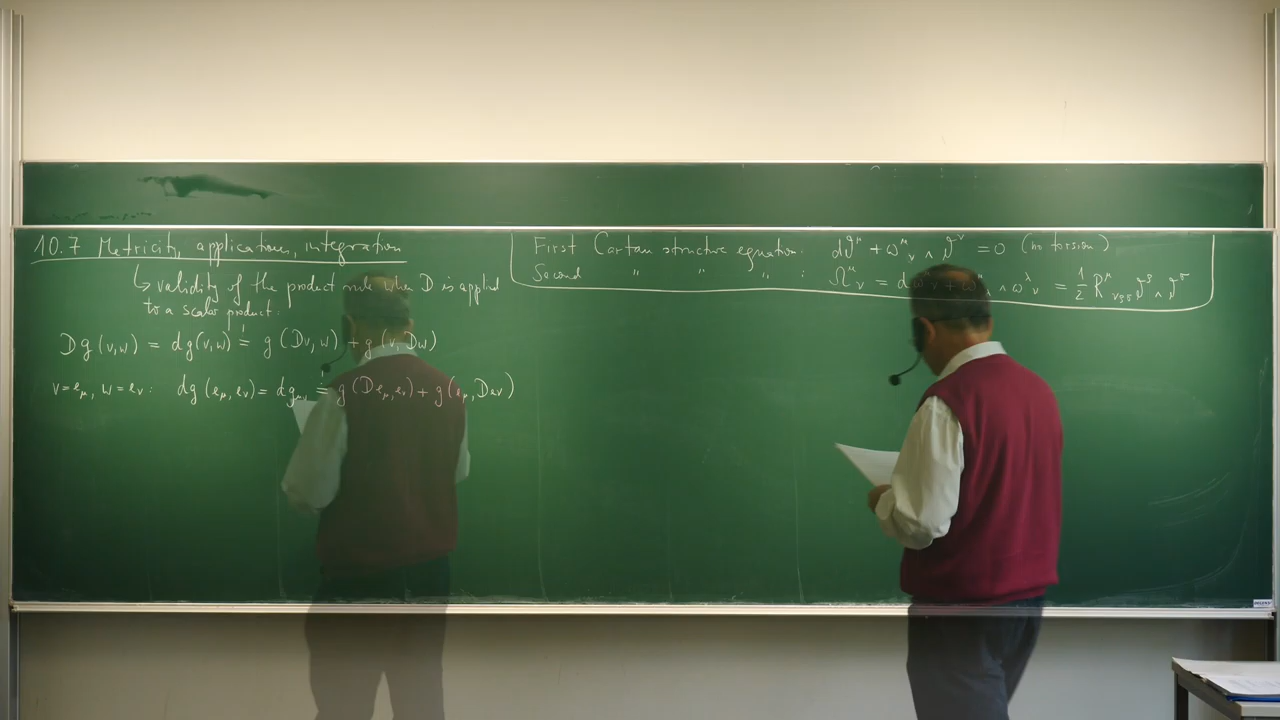 10.7 Metricity, applications, integration
↳ validity of the product rule when D is applied
to a scalar product:
Dg(v,w) = dg(v,w) =! g(Dv,w) + g(v,Dw)
v=e_μ, w=e_ν: dg(e_μ,e_ν) = dg_μν =! g(De_μ,e_ν) + g(e_μ,De_ν)
First Cartan structure equation: dϑ^μ + ω^μ_ν ∧ ϑ^ν = 0 (no torsion)
Second " " " : Ω^μ_ν = dω^μ_ν + ω^μ_λ ∧ ω^λ_ν = 1/2 R^μ_νρσ ϑ^ρ ∧ ϑ^σ